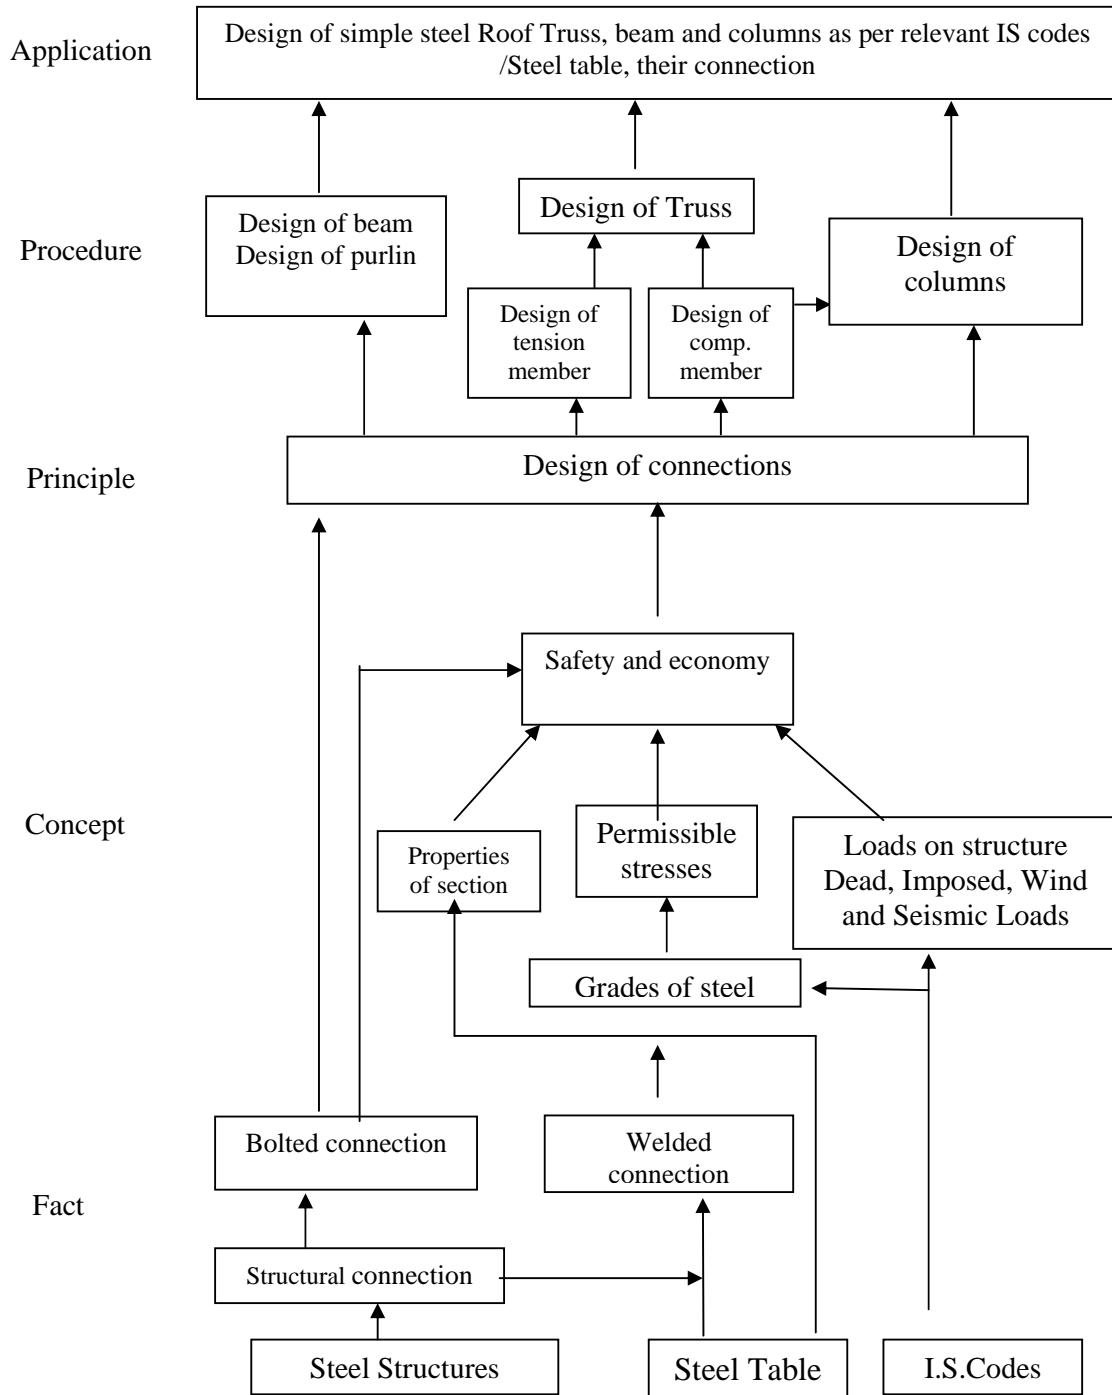 Application
Design of simple steel Roof Truss, beam and columns as per relevant IS codes
/Steel table, their connection
Procedure
Design of beam
Design of purlin
Design of Truss
Design of
columns
Design of
tension
member
Design of
comp.
member
Principle
Design of connections
Safety and economy
Concept
Properties
of section
Permissible
stresses
Loads on structure
Dead, Imposed, Wind
and Seismic Loads
Grades of steel
Fact
Bolted connection
Welded
connection
Structural connection
Steel Structures
Steel Table
I.S.Codes